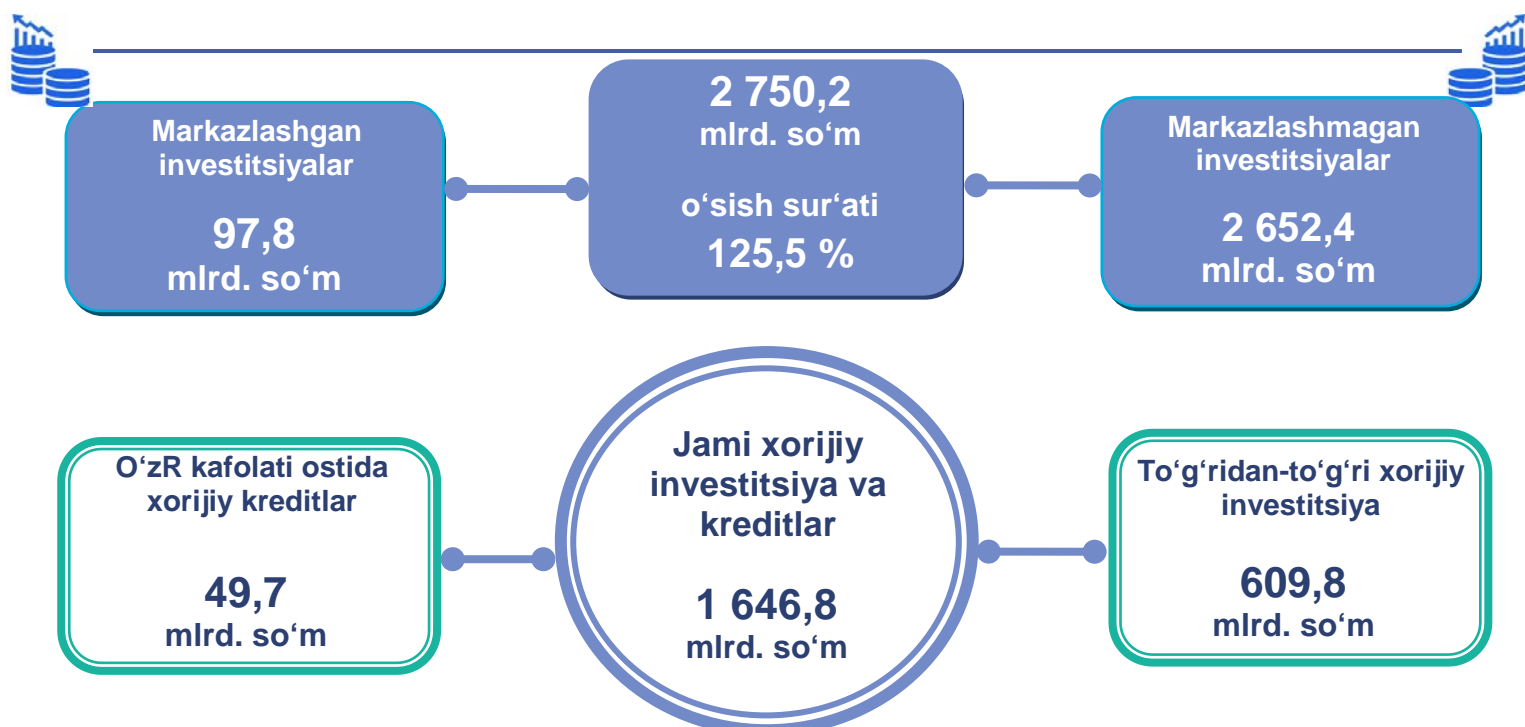 Markazlashgan
investitsiyalar
97,8
mlrd. so‘m
2 750,2
mlrd. so‘m
o‘sish sur‘ati
125,5 %
Markazlashmagan
investitsiyalar
2 652,4
mlrd. so‘m
O‘zR kafolati ostida
xorijiy kreditlar
49,7
mlrd. so‘m
Jami xorijiy
investitsiya va
kreditlar
1 646,8
mlrd. so‘m
To‘g‘ridan-to‘g‘ri xorijiy
investitsiya
609,8
mlrd. so‘m